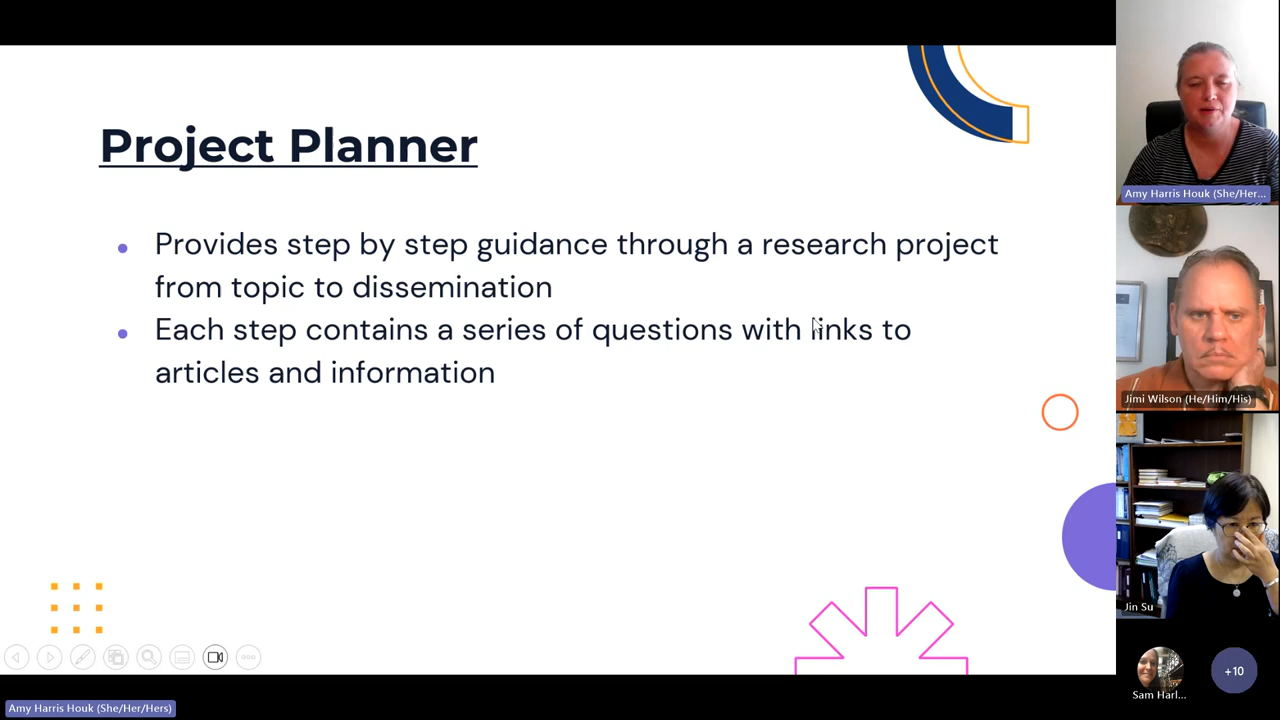 Project Planner
Provides step by step guidance through a research project
from topic to dissemination
Each step contains a series of questions with links to
articles and information
Amy Harris Houk (She/Her...
Jimi Wilson (He/Him/His)
Jin Su
Sam Harl...
+10
Amy Harris Houk (She/Her/Hers)